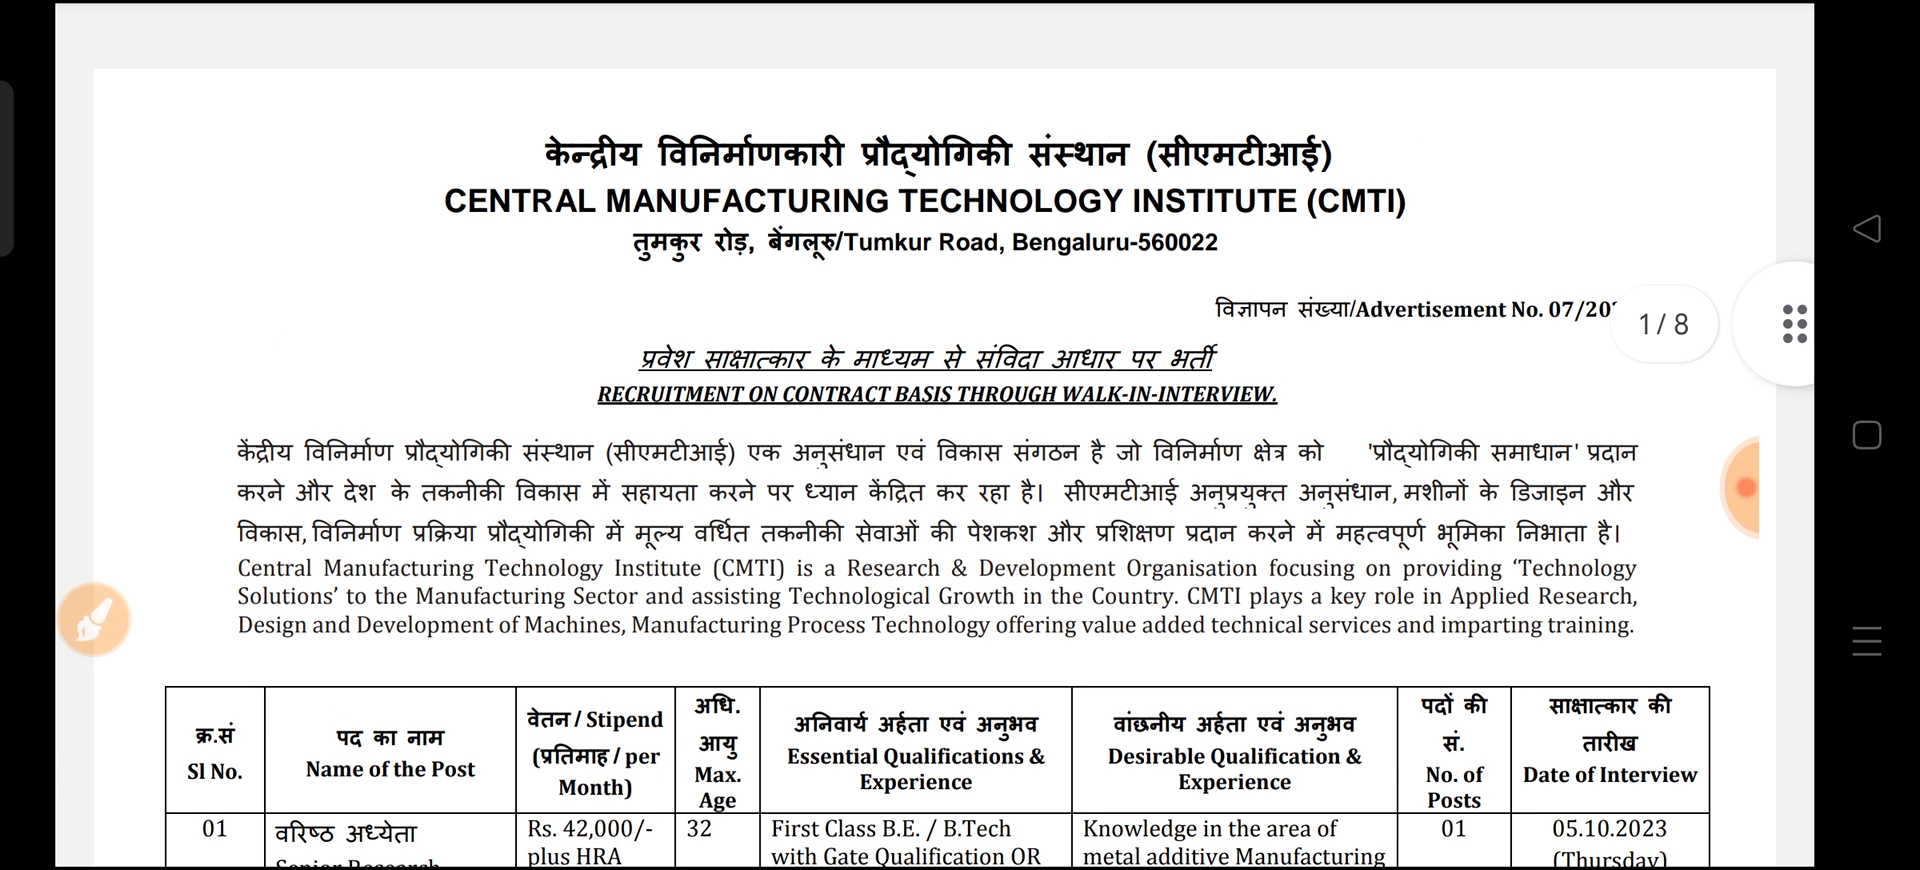 केन्द्रीय विनिर्माणकारी प्रौद्योगिकी संस्थान (सीएमटीआई)
CENTRAL MANUFACTURING TECHNOLOGY INSTITUTE (CMTI)
तुमकुर रोड़, बेंगलूरु/Tumkur Road, Bengaluru-560022
विज्ञापन संख्या/Advertisement No. 07/20
1 / 8
प्रवेश साक्षात्कार के माध्यम से संविदा आधार पर भर्ती
RECRUITMENT ON CONTRACT BASIS THROUGH WALK-IN-INTERVIEW.
केंद्रीय विनिर्माण प्रौद्योगिकी संस्थान (सीएमटीआई) एक अनुसंधान एवं विकास संगठन है जो विनिर्माण क्षेत्र को 'प्रौद्योगिकी समाधान' प्रदान
करने और देश के तकनीकी विकास में सहायता करने पर ध्यान केंद्रित कर रहा है। सीएमटीआई अनुप्रयुक्त अनुसंधान, मशीनों के डिजाइन और
विकास, विनिर्माण प्रक्रिया प्रौद्योगिकी में मूल्य वर्धित तकनीकी सेवाओं की पेशकश और प्रशिक्षण प्रदान करने में महत्वपूर्ण भूमिका निभाता है।
Central Manufacturing Technology Institute (CMTI) is a Research & Development Organisation focusing on providing ‘Technology
Solutions’ to the Manufacturing Sector and assisting Technological Growth in the Country. CMTI plays a key role in Applied Research,
Design and Development of Machines, Manufacturing Process Technology offering value added technical services and imparting training.
क्र.सं
Sl No.
पद का नाम
Name of the Post
वेतन / Stipend
(प्रतिमाह / per
Month)
अधि.
आयु
Max.
Age
अनिवार्य अर्हता एवं अनुभव
Essential Qualifications &
Experience
वांछनीय अर्हता एवं अनुभव
Desirable Qualification &
Experience
पदों की
सं.
No. of
Posts
साक्षात्कार की
तारीख
Date of Interview
01
वरिष्ठ अध्येता
Senior Research
Rs. 42,000/-
plus HRA
32
First Class B.E. / B.Tech
with Gate Qualification OR
Knowledge in the area of
metal additive Manufacturing
01
05.10.2023
(Thursday)